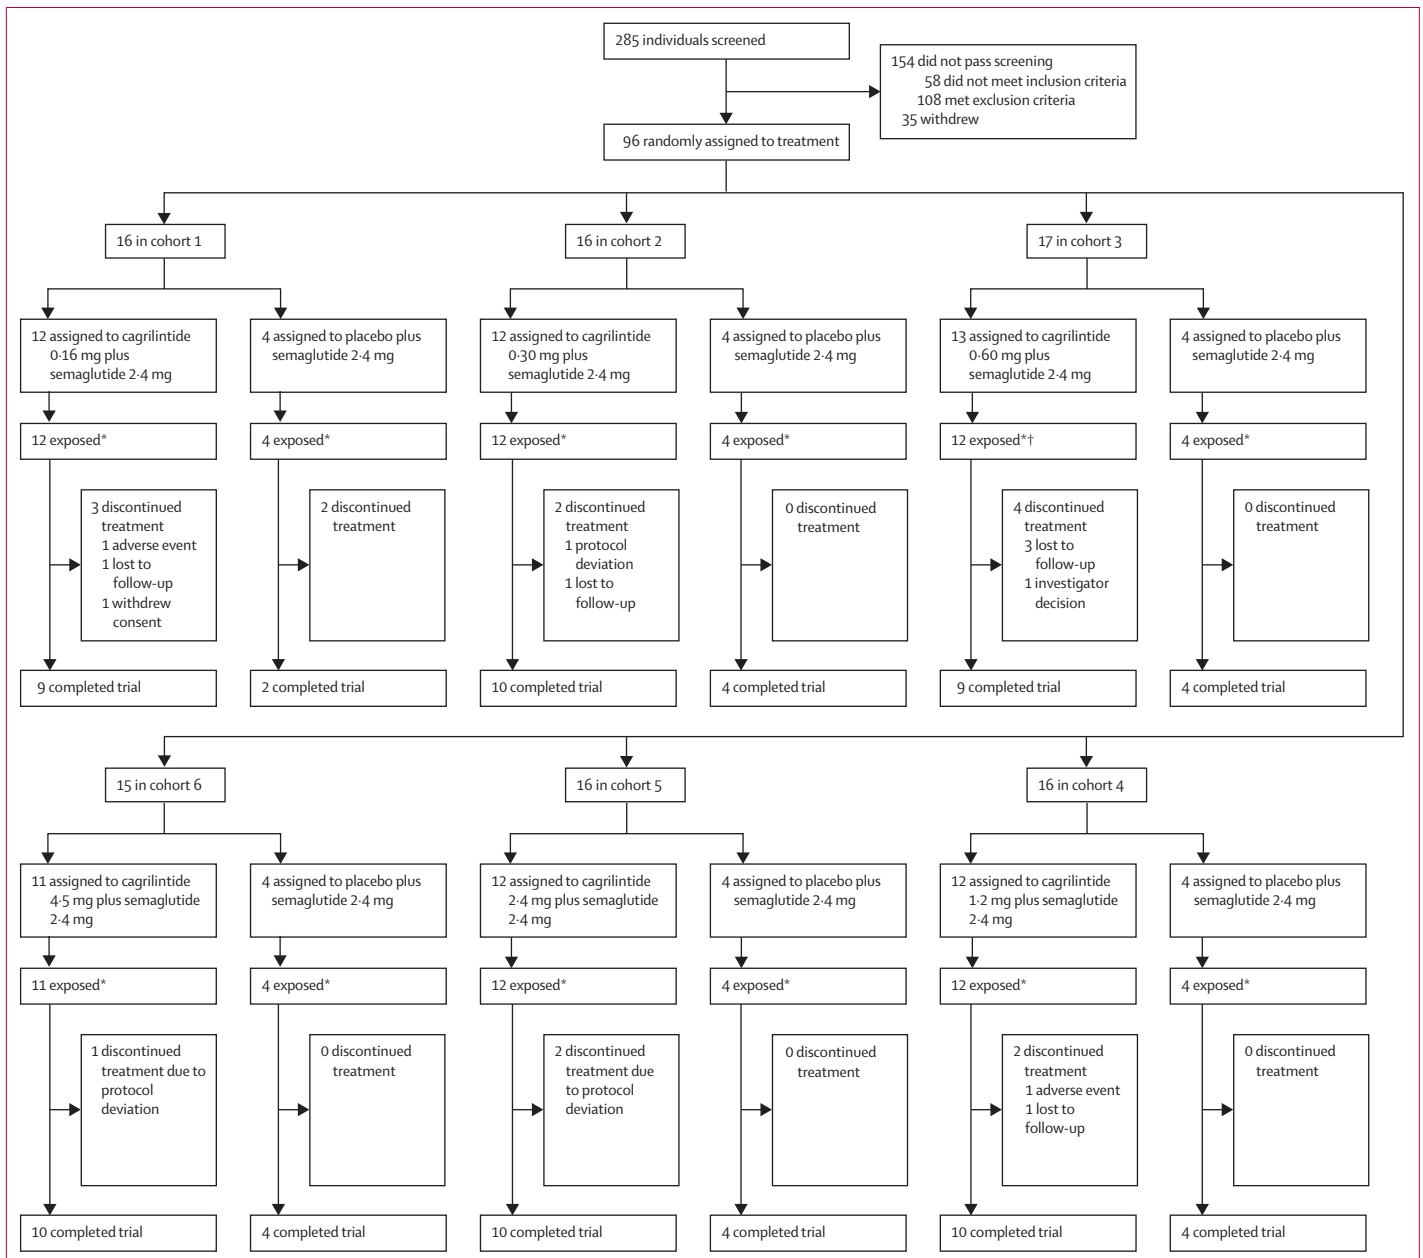 285 individuals screened
154 did not pass screening
58 did not meet inclusion criteria
108 met exclusion criteria
35 withdrew
96 randomly assigned to treatment
16 in cohort 1
16 in cohort 2
17 in cohort 3
12 assigned to cagrilintide
0·16 mg plus
semaglutide 2·4 mg
4 assigned to placebo plus
semaglutide 2·4 mg
12 assigned to cagrilintide
0·30 mg plus
semaglutide 2·4 mg
4 assigned to placebo plus
semaglutide 2·4 mg
13 assigned to cagrilintide
0·60 mg plus
semaglutide 2·4 mg
4 assigned to placebo plus
semaglutide 2·4 mg
12 exposed*
4 exposed*
12 exposed*
4 exposed*
12 exposed*†
4 exposed*
3 discontinued
treatment
1 adverse event
1 lost to
follow-up
1 withdrew
consent
2 discontinued
treatment
2 discontinued
treatment
1 protocol
deviation
1 lost to
follow-up
0 discontinued
treatment
4 discontinued
treatment
3 lost to
follow-up
1 investigator
decision
0 discontinued
treatment
9 completed trial
2 completed trial
10 completed trial
4 completed trial
9 completed trial
4 completed trial
15 in cohort 6
16 in cohort 5
16 in cohort 4
11 assigned to cagrilintide
4·5 mg plus semaglutide
2·4 mg
4 assigned to placebo plus
semaglutide 2·4 mg
12 assigned to cagrilintide
2·4 mg plus semaglutide
2·4 mg
4 assigned to placebo plus
semaglutide 2·4 mg
12 assigned to cagrilintide
1·2 mg plus semaglutide
2·4 mg
4 assigned to placebo plus
semaglutide 2·4 mg
11 exposed*
4 exposed*
12 exposed*
4 exposed*
12 exposed*
4 exposed*
1 discontinued
treatment due to
protocol
deviation
0 discontinued
treatment
2 discontinued
treatment due
to protocol
deviation
0 discontinued
treatment
2 discontinued
treatment
1 adverse event
1 lost to
follow-up
0 discontinued
treatment
10 completed trial
4 completed trial
10 completed trial
4 completed trial
10 completed trial
4 completed trial